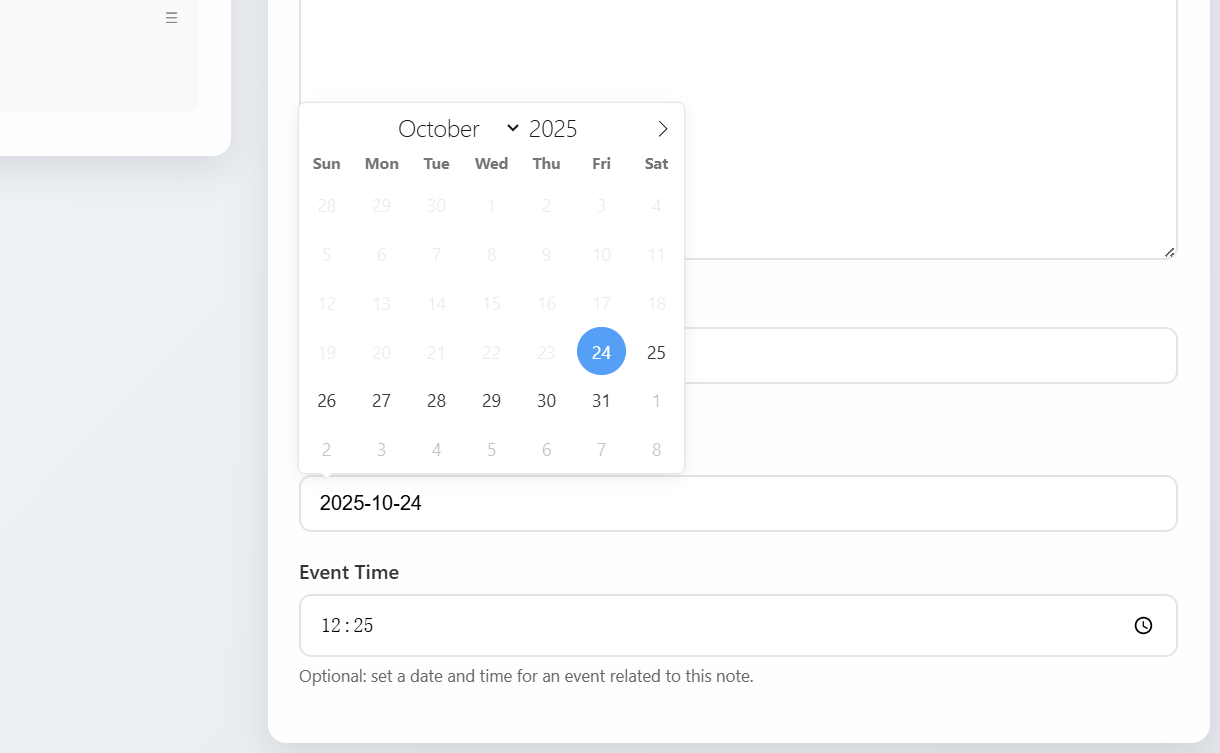 October 2025
Sun Mon Tue Wed Thu Fri Sat
28 29 30 1 2 3 4
5 6 7 8 9 10 11
12 13 14 15 16 17 18
19 20 21 22 23 24 25
26 27 28 29 30 31 1
2 3 4 5 6 7 8
2025-10-24
Event Time
12:25
Optional: set a date and time for an event related to this note.